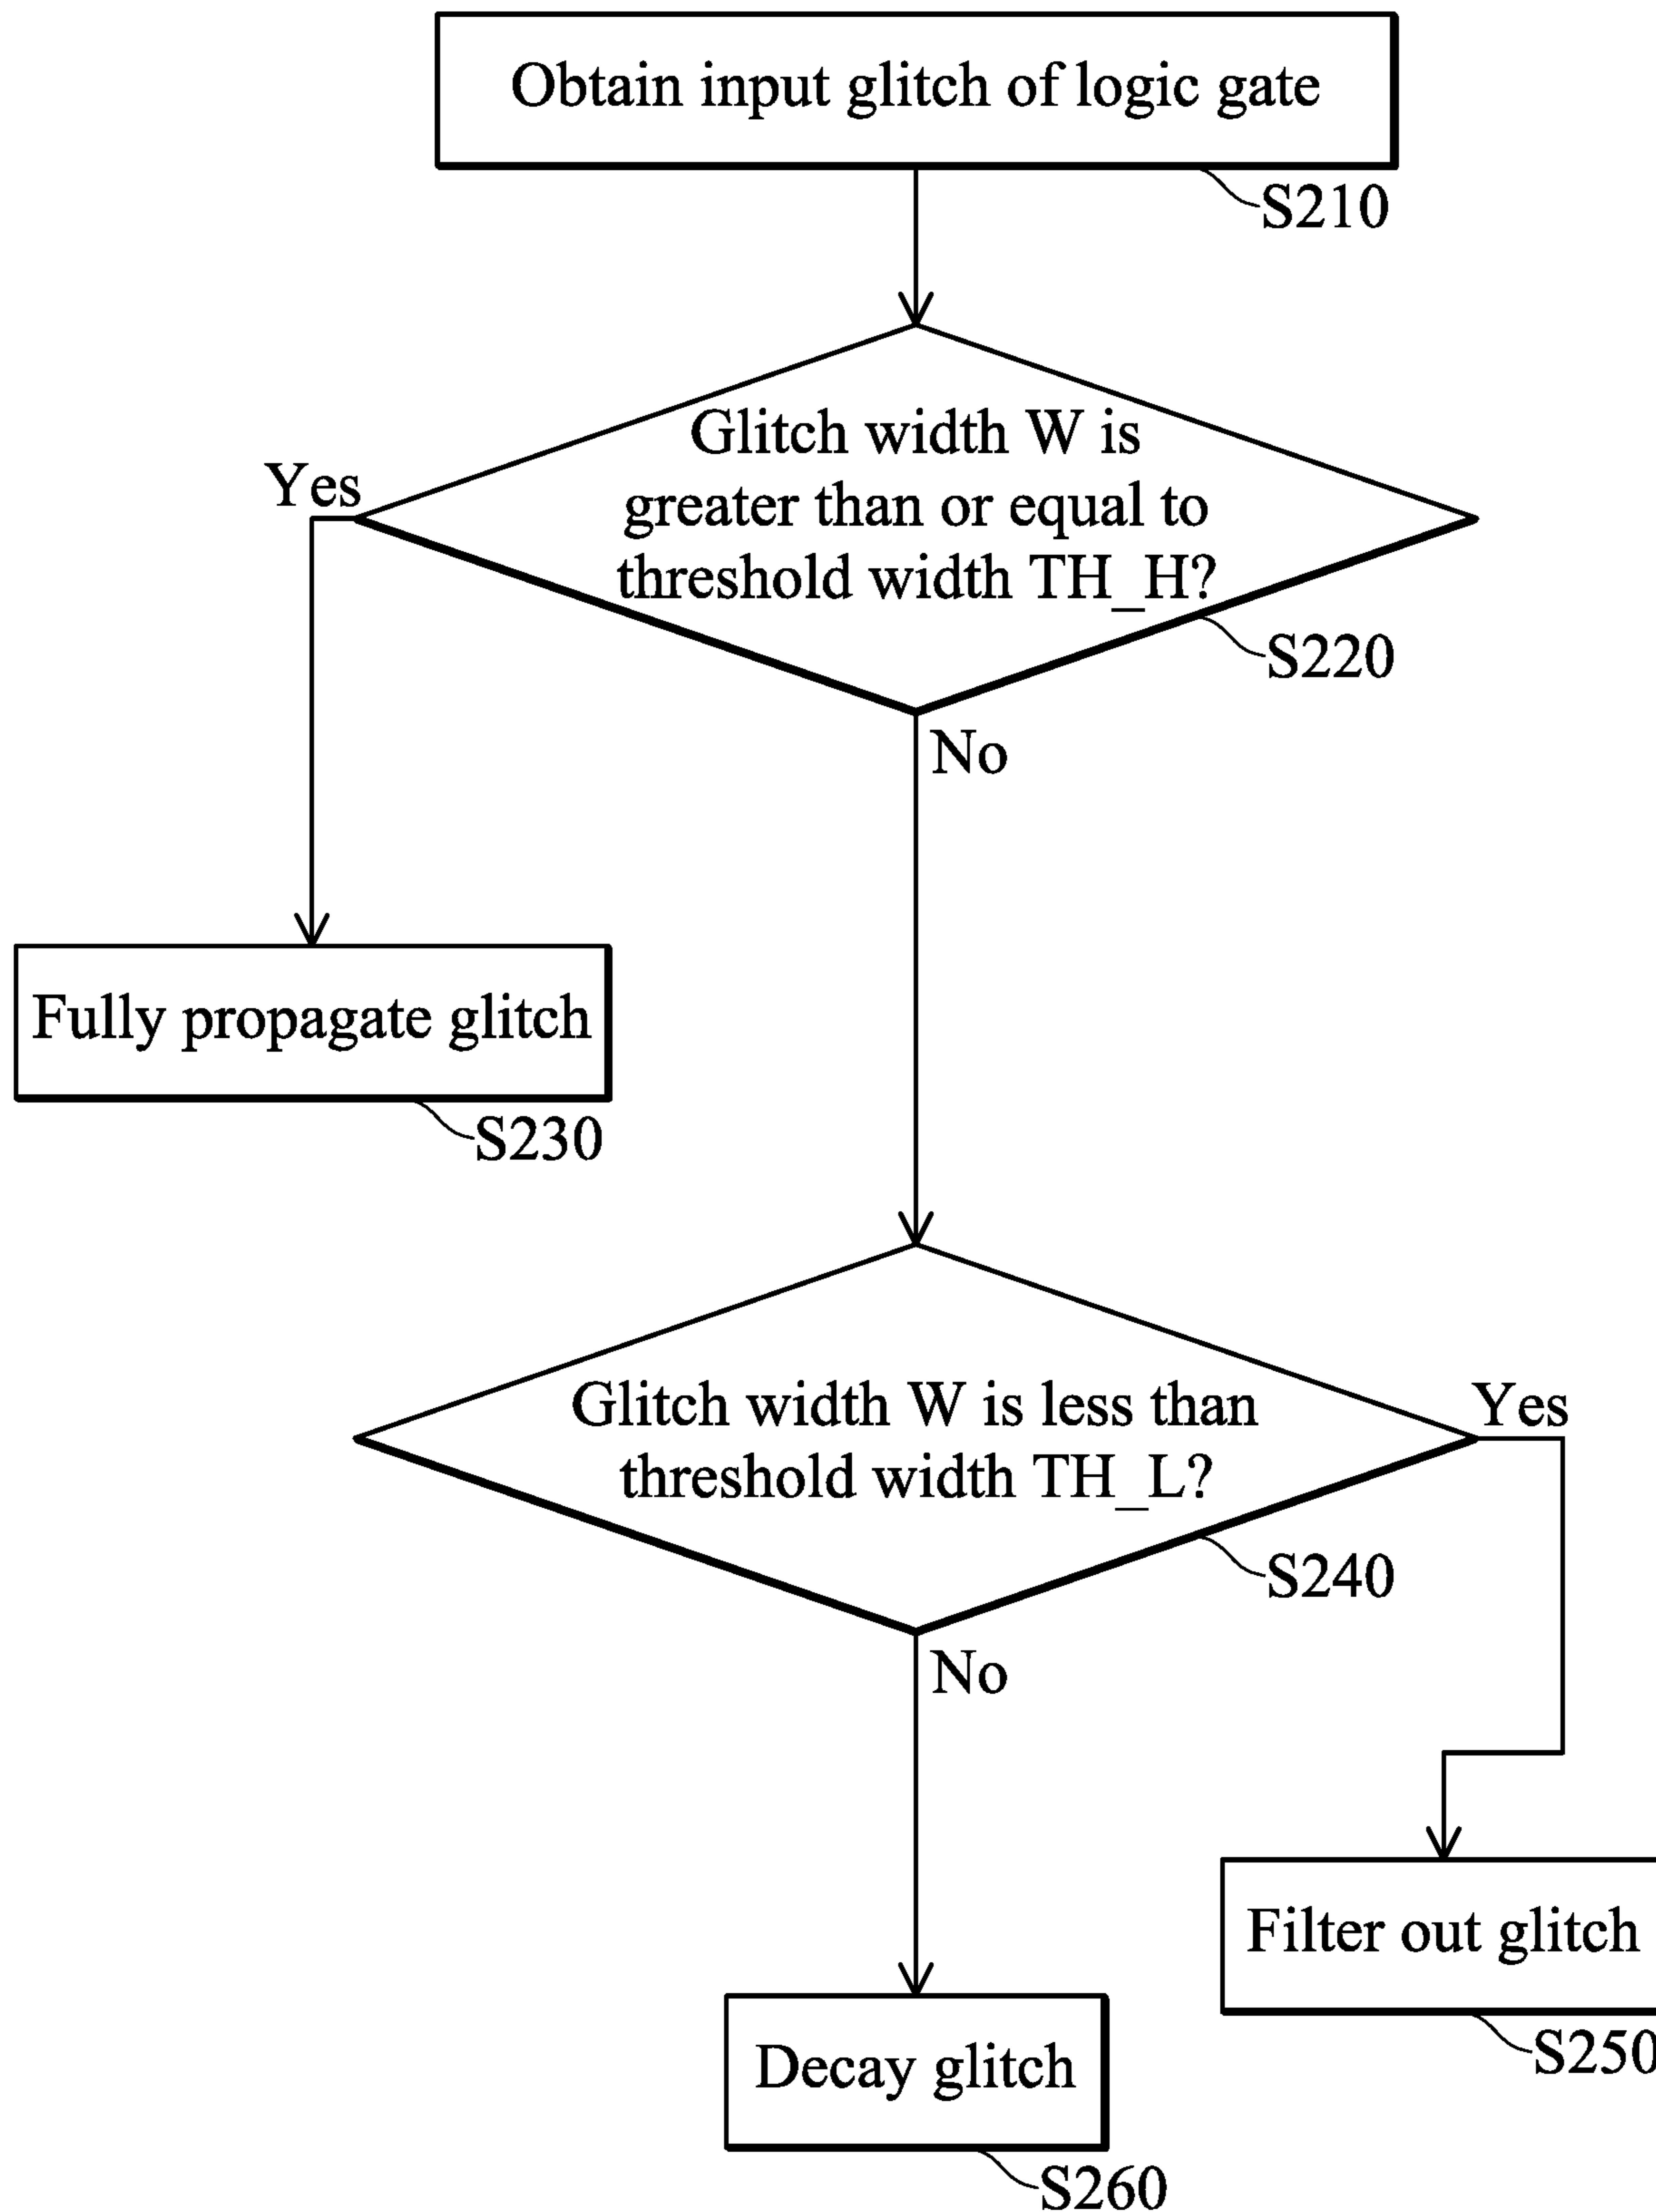 Obtain input glitch of logic gate
S210
Glitch width W is
greater than or equal to
threshold width TH_H?
Yes
S220
No
Fully propagate glitch
S230
Glitch width W is less than
threshold width TH_L?
Yes
S240
No
Filter out glitch
S250
Decay glitch
S260